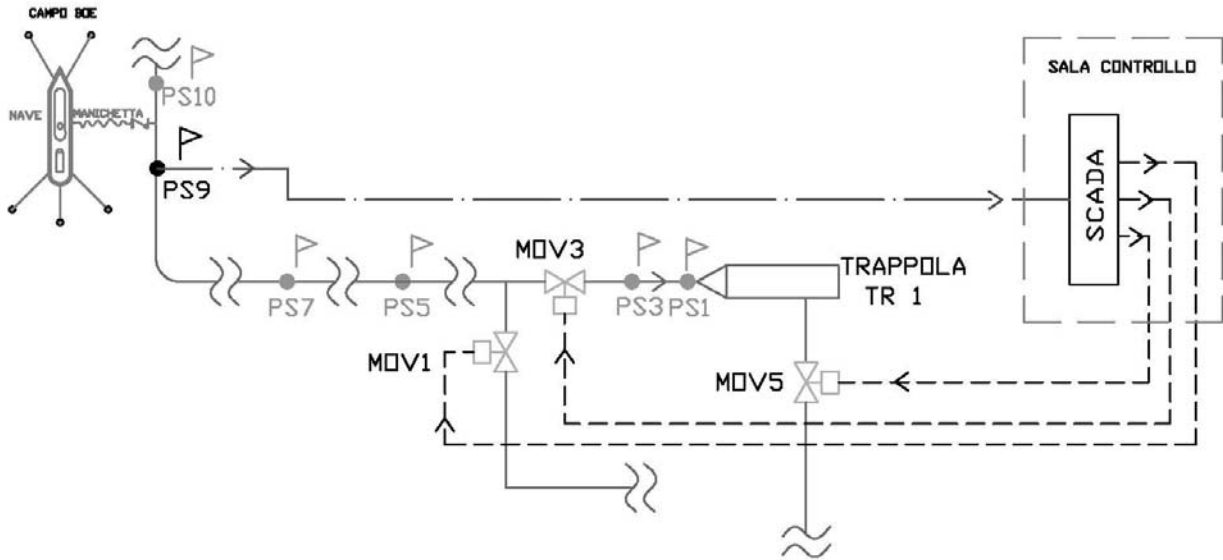 CAMPO BOE
SALA CONTROLLO
PS10
NAVE
MANICHETTA
PS9
SCADA
MOV3
TRAPPOLA
TR 1
PS7
PS5
PS3
PS1
MOV1
MOV5